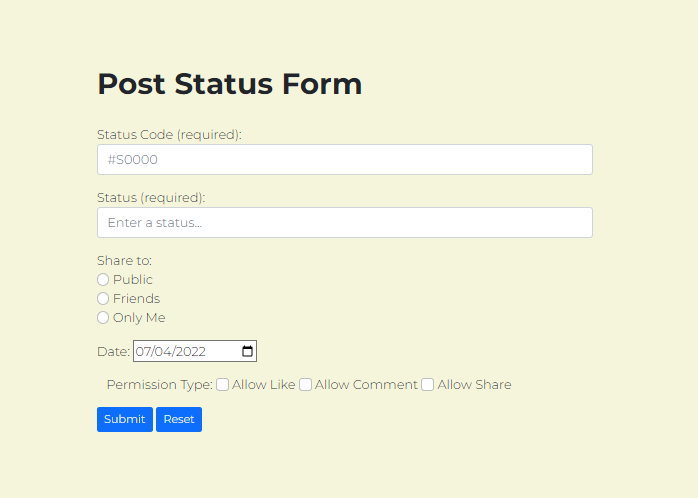 Post Status Form
Status Code (required):
#S0000
Status (required):
Enter a status...
Share to:
Public
Friends
Only Me
Date: 07/04/2022
Permission Type: Allow Like Allow Comment Allow Share
Submit Reset